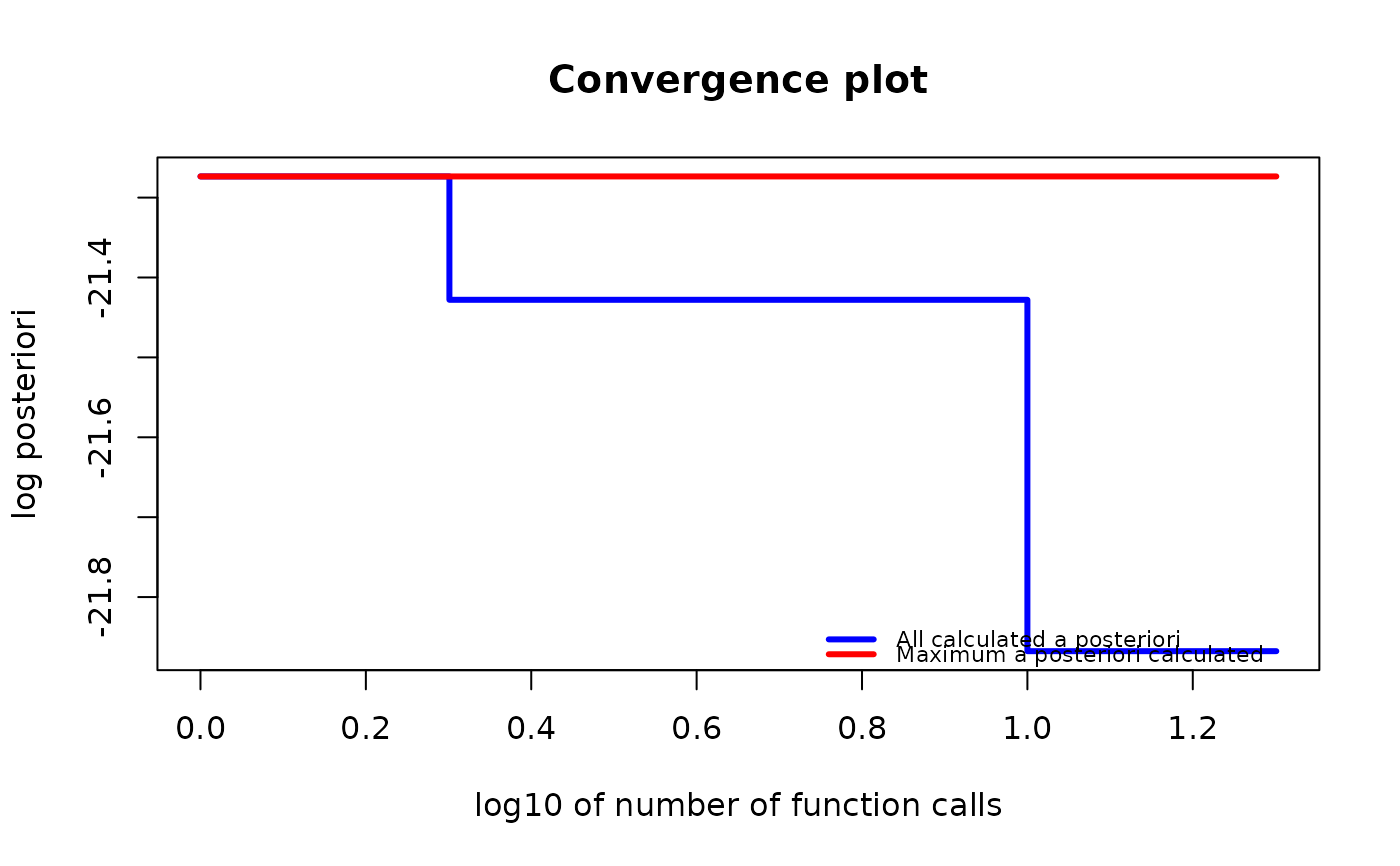 Convergence plot
log posteriori
-21.4
-21.6
-21.8
All calculated a posteriori
Maximum a posteriori calculated
0.0 0.2 0.4 0.6 0.8 1.0 1.2
log10 of number of function calls